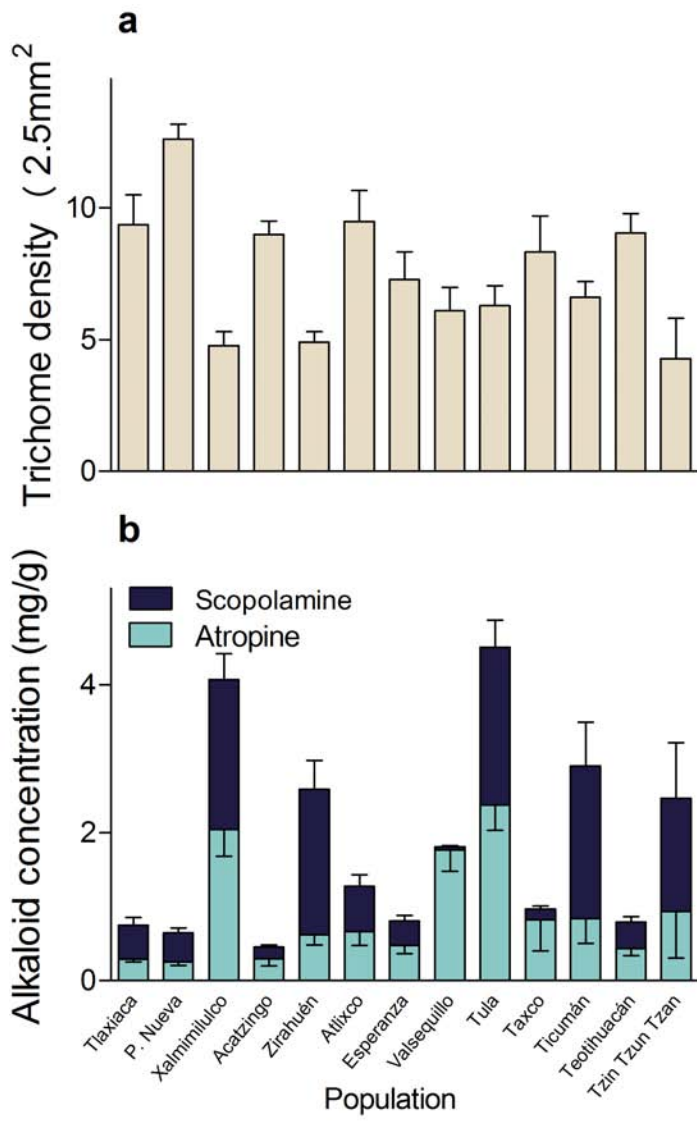 a
Trichome density ( 2.5mm²
10
5
0
b
Alkaloid concentration (mg/g)
Scopolamine
Atropine
4
2
0
Tlaxiaca
P. Nueva
Xalmimilulco
Acatzingo
Zirahuén
Atlixco
Esperanza
Valsequillo
Tula
Taxco
Ticumán
Teotihuacán
Tzin Tzun Tzan
Population